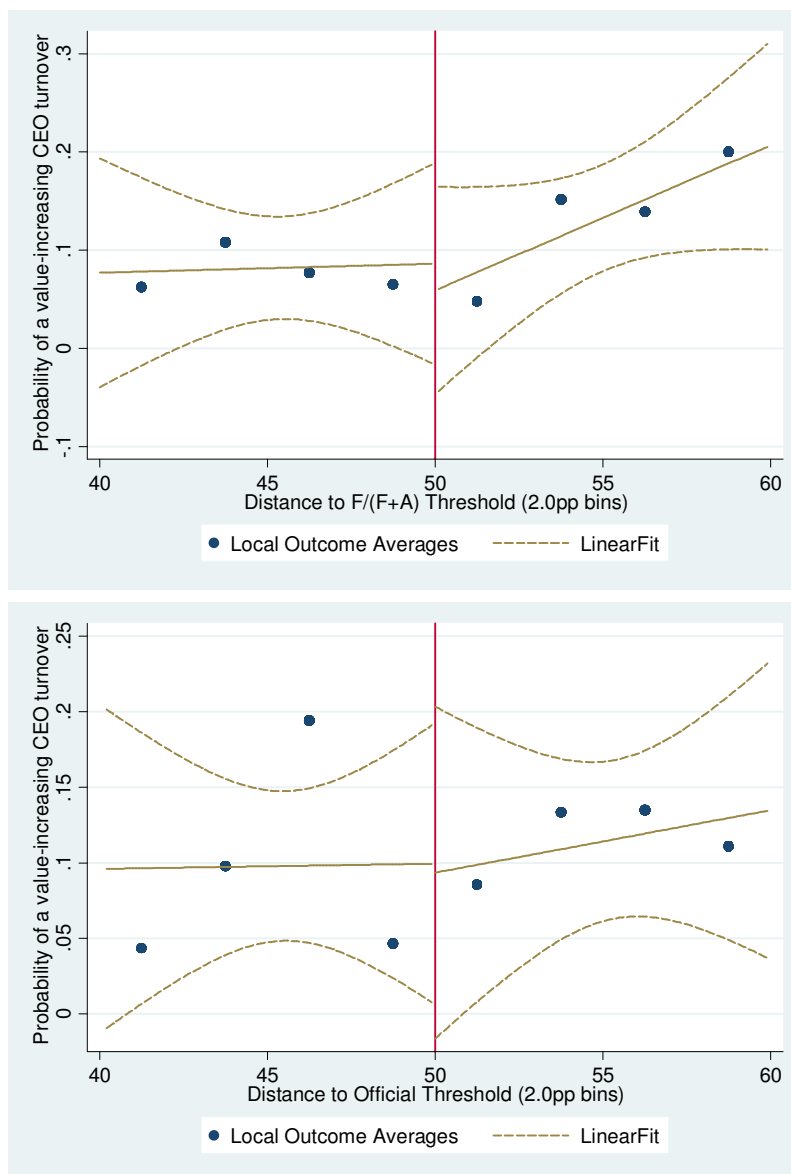 Probability of a value-increasing CEO turnover
.3
.2
.1
0
-.1
40 45 50 55 60
Distance to F/(F+A) Threshold (2.0pp bins)
Local Outcome Averages LinearFit
Probability of a value-increasing CEO turnover
.25
.2
.15
.1
.05
0
40 45 50 55 60
Distance to Official Threshold (2.0pp bins)
Local Outcome Averages LinearFit